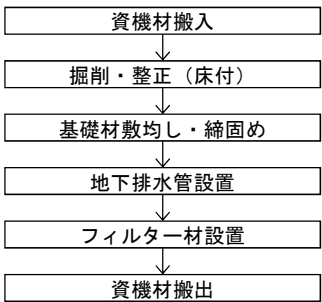 資機材搬入
掘削・整正（床付）
基礎材敷均し・締固め
地下排水管設置
フィルター材設置
資機材搬出